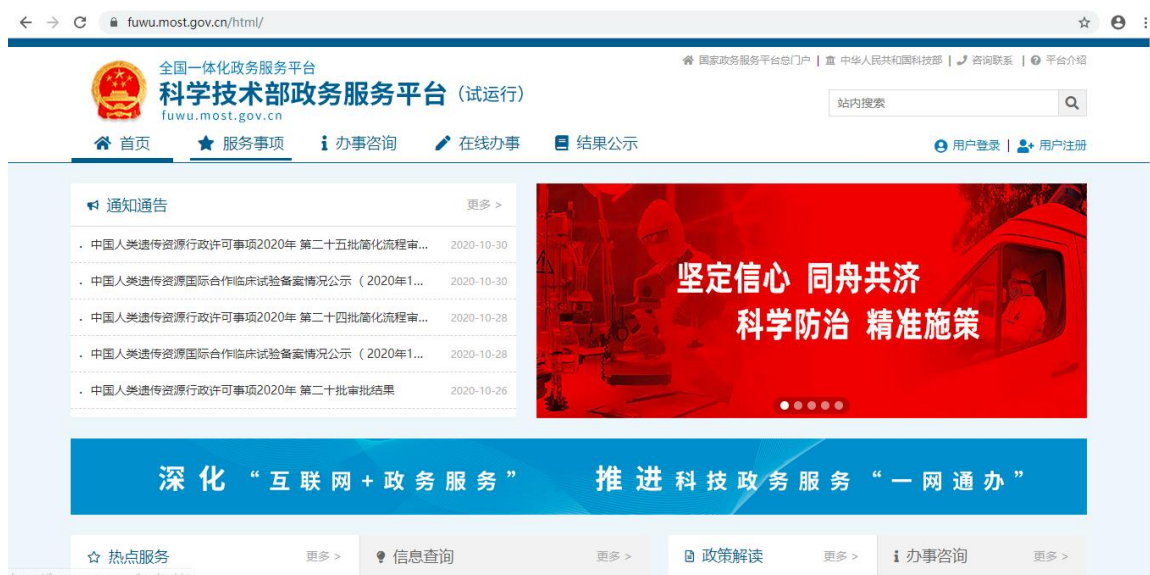 fuwu.most.gov.cn/html/
国家政务服务平台总门户 | 中华人民共和国科技部 | 咨询联系 | 平台介绍
全国一体化政务服务平台
科学技术部政务服务平台（试运行）
fuwu.most.gov.cn
站内搜索
首页 服务事项 办事咨询 在线办事 结果公示
用户登录 | 用户注册
通知通告 更多 >
. 中国人类遗传资源行政许可事项2020年 第二十五批简化流程审... 2020-10-30
. 中国人类遗传资源国际合作临床试验备案情况公示（2020年1... 2020-10-30
. 中国人类遗传资源行政许可事项2020年 第二十四批简化流程审... 2020-10-28
. 中国人类遗传资源国际合作临床试验备案情况公示（2020年1... 2020-10-28
. 中国人类遗传资源行政许可事项2020年 第二十批审批结果 2020-10-26
坚定信心 同舟共济
科学防治 精准施策
深化“互联网+政务服务” 推进科技政务服务“一网通办”
热点服务 更多 > 信息查询 更多 > 政策解读 更多 > 办事咨询 更多 >